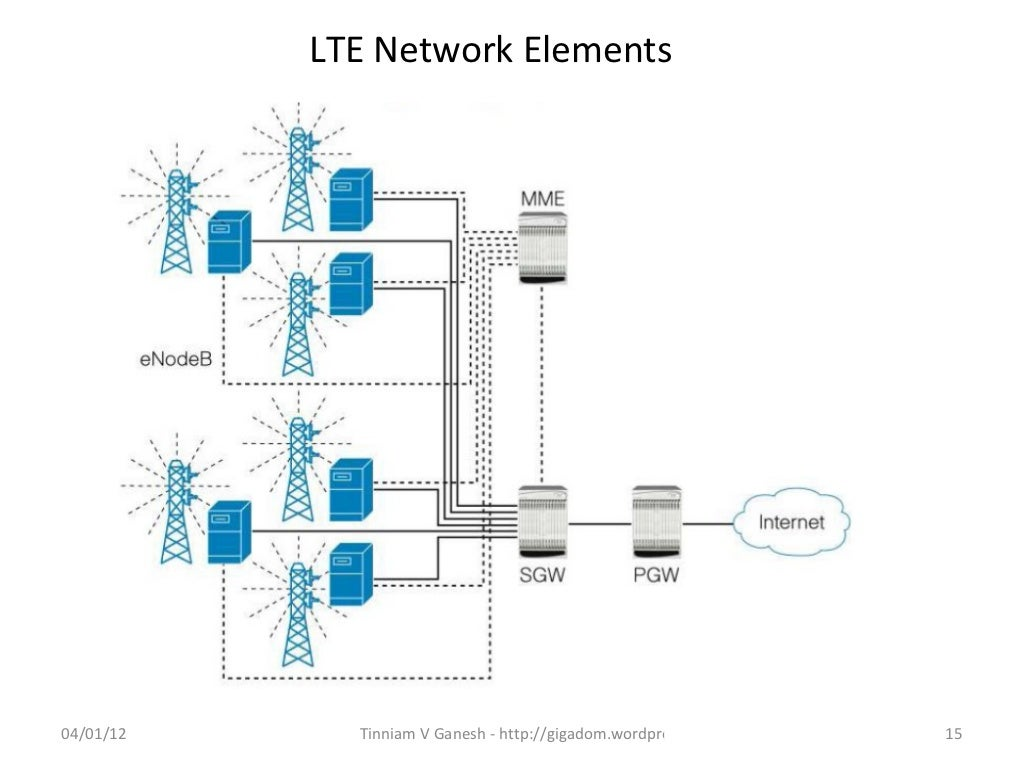 LTE Network Elements
MME
eNodeB
SGW
PGW
Internet
04/01/12
Tinniam V Ganesh - http://gigadom.wordpr
15